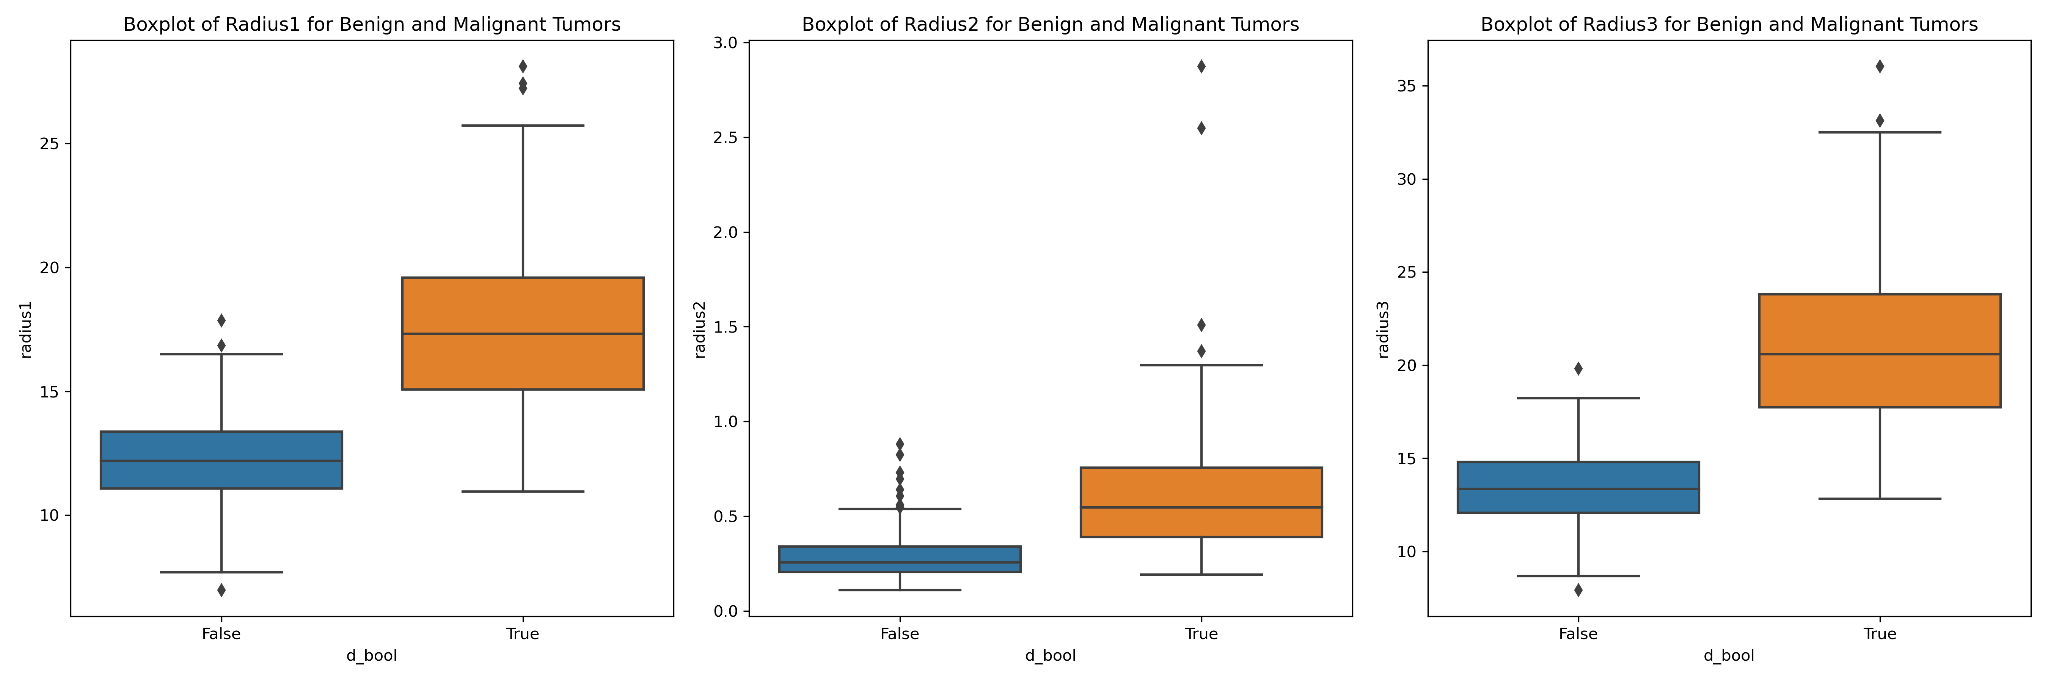 Boxplot of Radius1 for Benign and Malignant Tumors
radius1
25
20
15
10
False
True
d_bool
Boxplot of Radius2 for Benign and Malignant Tumors
radius2
3.0
2.5
2.0
1.5
1.0
0.5
0.0
False
True
d_bool
Boxplot of Radius3 for Benign and Malignant Tumors
radius3
35
30
25
20
15
10
False
True
d_bool